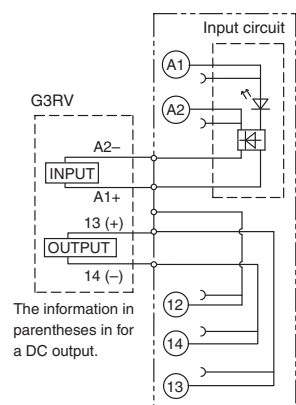 Input circuit
A1
G3RV
A2
A2–
INPUT
A1+
13 (+)
OUTPUT
14 (–)
12
The information in
parentheses in for
a DC output.
14
13